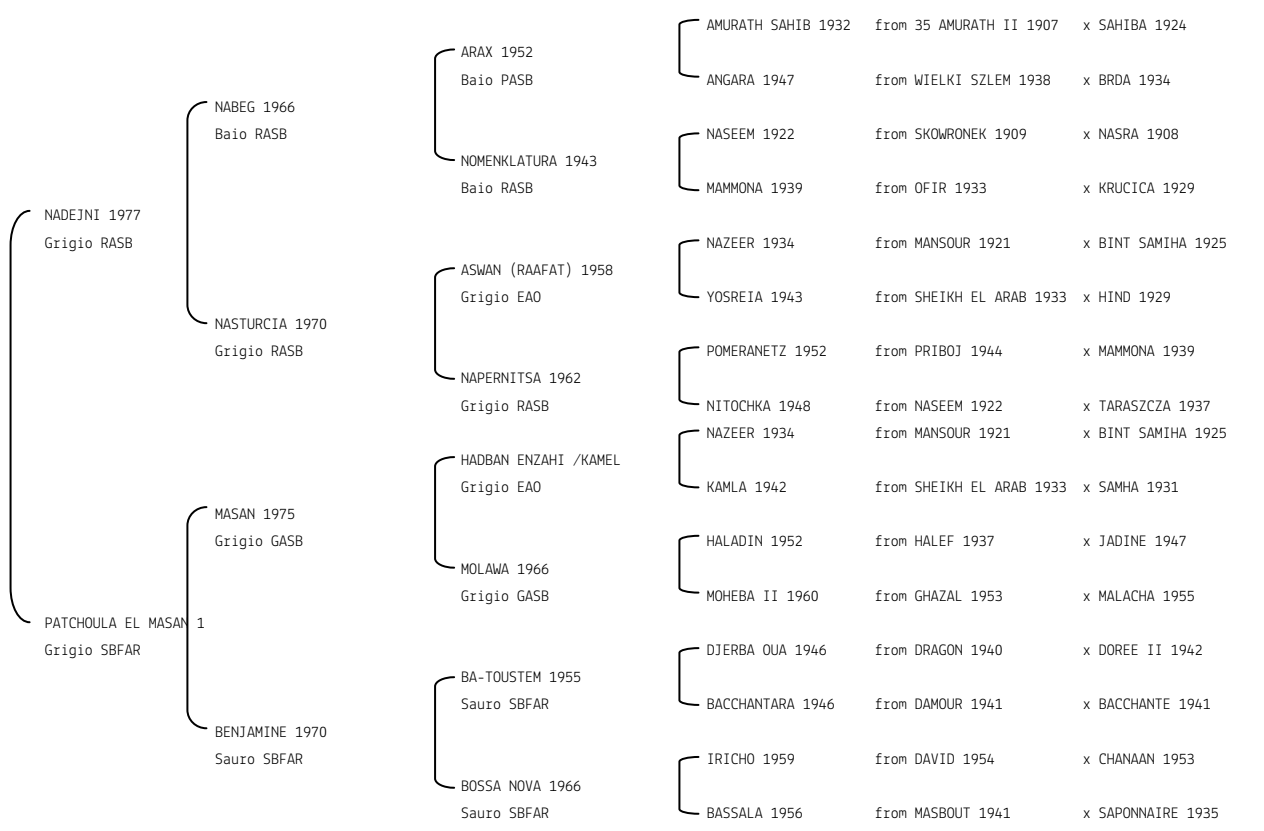 AMURATH SAHIB 1932 from 35 AMURATH II 1907 x SAHIBA 1924
ARAX 1952
Baio PASB ANGARA 1947 from WIELKI SZLEM 1938 x BRDA 1934
NABEG 1966
Baio RASB NASEEM 1922 from SKOWRONEK 1909 x NASRA 1908
NOMENKLATURA 1943
Baio RASB MAMMONA 1939 from OFIR 1933 x KRUCICA 1929
NADEJNI 1977
Grigio RASB NAZEER 1934 from MANSOUR 1921 x BINT SAMIHA 1925
ASWAN (RAAFAT) 1958
Grigio EAO YOSREIA 1943 from SHEIKH EL ARAB 1933 x HIND 1929
NASTURCIA 1970
Grigio RASB POMERANETZ 1952 from PRIBOJ 1944 x MAMMONA 1939
NAPERNITSA 1962
Grigio RASB NITOCHKA 1948 from NASEEM 1922 x TARASZCZA 1937
NAZEER 1934 from MANSOUR 1921 x BINT SAMIHA 1925
HADBAN ENZAHI /KAMEL
Grigio EAO KAMLA 1942 from SHEIKH EL ARAB 1933 x SAMHA 1931
MASAN 1975
Grigio GASB HALADIN 1952 from HALEF 1937 x JADINE 1947
MOLAWA 1966
Grigio GASB MOHEBA II 1960 from GHAZAL 1953 x MALACHA 1955
PATCHOULA EL MASAN 1
Grigio SBFAR DJERBA OUA 1946 from DRAGON 1940 x DOREE II 1942
BA-TOUSTEM 1955
Sauro SBFAR BACCHANTARA 1946 from DAMOUR 1941 x BACCHANTE 1941
BENJAMINE 1970
Sauro SBFAR IRICHO 1959 from DAVID 1954 x CHANAAN 1953
BOSSA NOVA 1966
Sauro SBFAR BASSALA 1956 from MASBOUT 1941 x SAPONNAIRE 1935